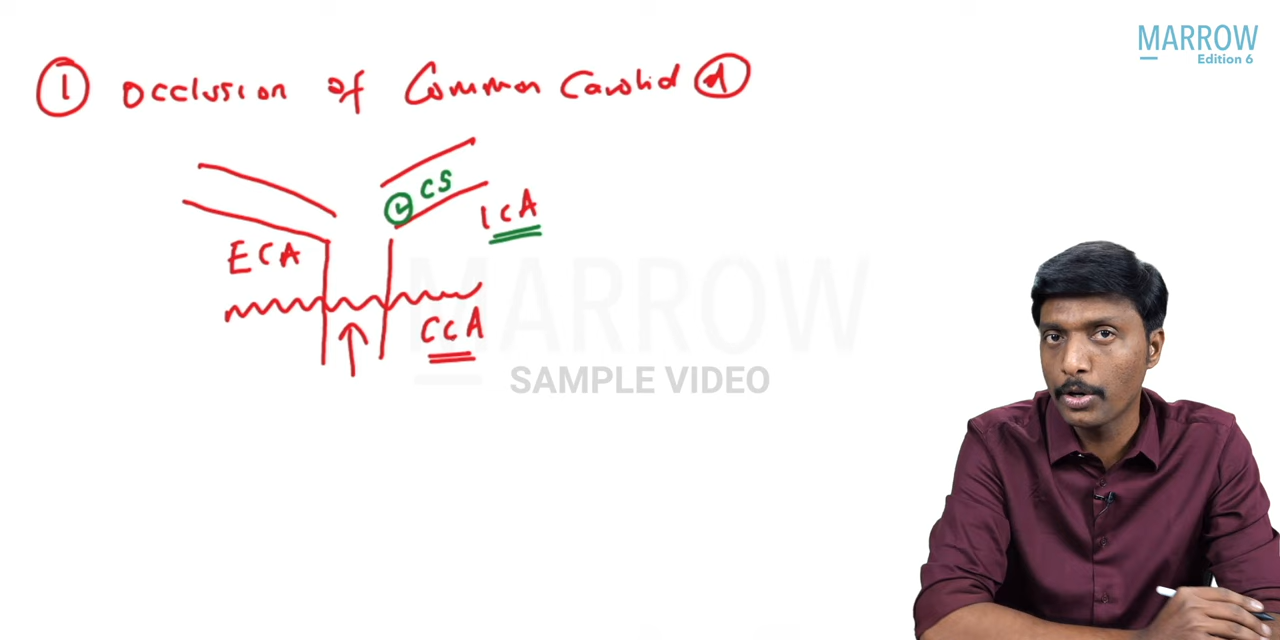 MARROW
Edition 6
① Occlusion of Common Carotid Ⓐ
CS
ICA
ECA
CCA
MARROW
SAMPLE VIDEO